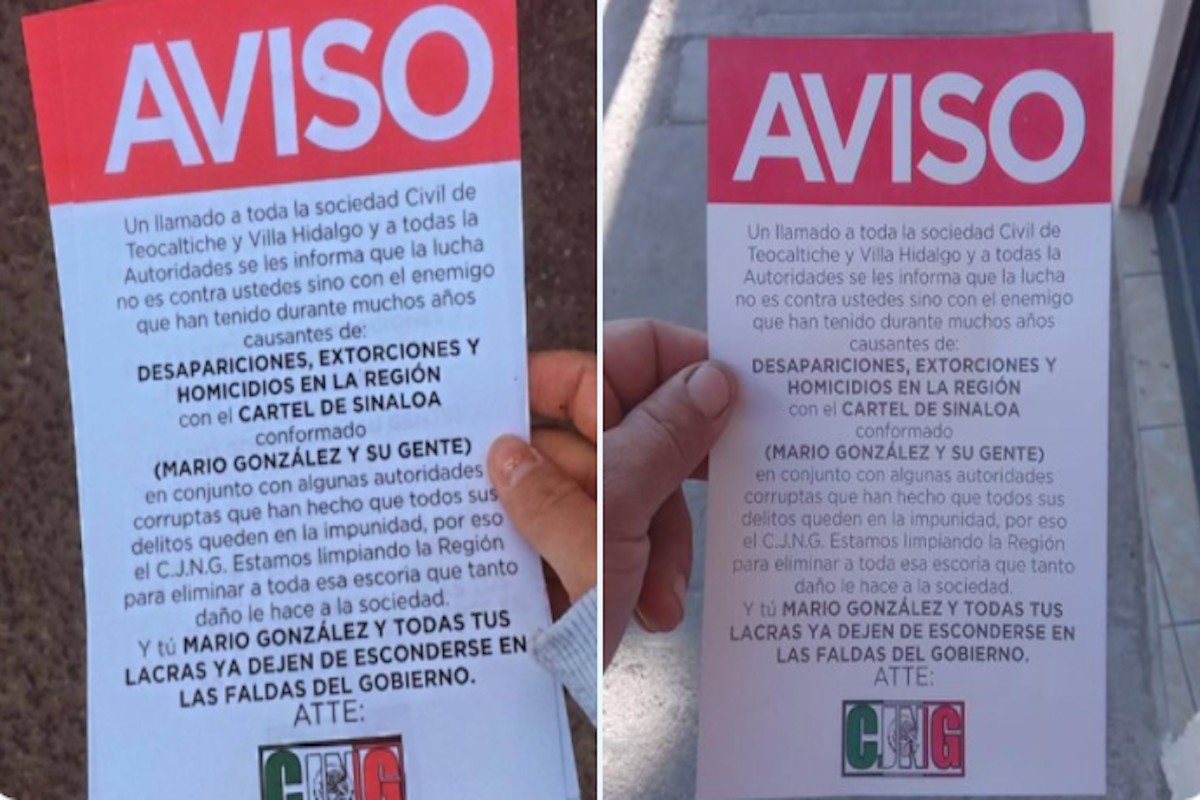 AVISO
Un llamado a toda la sociedad Civil de
Teocaltiche y Villa Hidalgo y a todas la
Autoridades se les informa que la lucha
no es contra ustedes sino con el enemigo
que han tenido durante muchos años
causantes de:
DESAPARICIONES, EXTORCIONES Y
HOMICIDIOS EN LA REGIÓN
con el CARTEL DE SINALOA
conformado
(MARIO GONZÁLEZ Y SU GENTE)
en conjunto con algunas autoridades
corruptas que han hecho que todos sus
delitos queden en la impunidad, por eso
el C.J.N.G. Estamos limpiando la Región
para eliminar a toda esa escoria que tanto
daño le hace a la sociedad.
Y tú MARIO GONZÁLEZ Y TODAS TUS
LACRAS YA DEJEN DE ESCONDERSE EN
LAS FALDAS DEL GOBIERNO.
ATTE:
CJNG
AVISO
Un llamado a toda la sociedad Civil de
Teocaltiche y Villa Hidalgo y a todas la
Autoridades se les informa que la lucha
no es contra ustedes sino con el enemigo
que han tenido durante muchos años
causantes de:
DESAPARICIONES, EXTORCIONES Y
HOMICIDIOS EN LA REGIÓN
con el CARTEL DE SINALOA
conformado
(MARIO GONZÁLEZ Y SU GENTE)
en conjunto con algunas autoridades
corruptas que han hecho que todos sus
delitos queden en la impunidad, por eso
el C.J.N.G. Estamos limpiando la Región
para eliminar a toda esa escoria que tanto
daño le hace a la sociedad.
Y tú MARIO GONZÁLEZ Y TODAS TUS
LACRAS YA DEJEN DE ESCONDERSE EN
LAS FALDAS DEL GOBIERNO.
ATTE:
CJNG